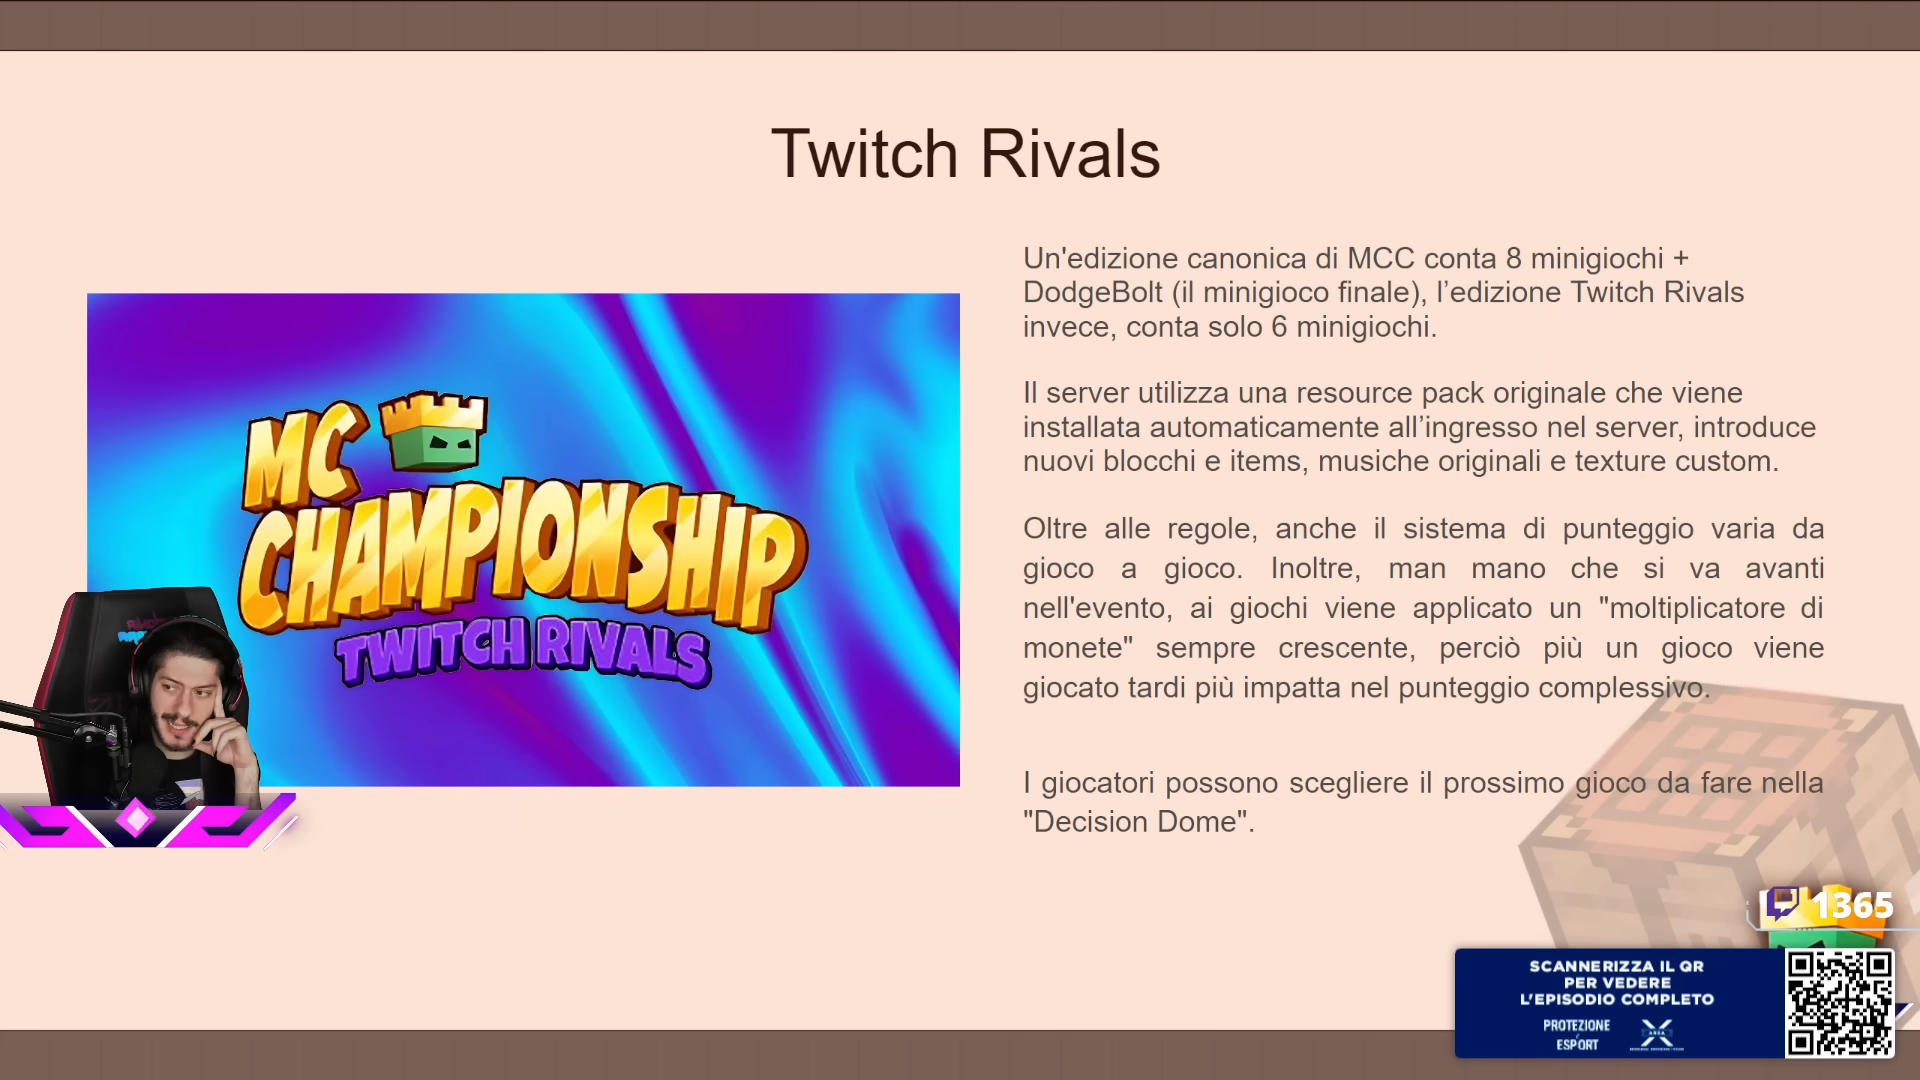 Twitch Rivals
Un'edizione canonica di MCC conta 8 minigiochi +
DodgeBolt (il minigioco finale), l’edizione Twitch Rivals
invece, conta solo 6 minigiochi.
Il server utilizza una resource pack originale che viene
installata automaticamente all’ingresso nel server, introduce
nuovi blocchi e items, musiche originali e texture custom.
Oltre alle regole, anche il sistema di punteggio varia da
gioco a gioco. Inoltre, man mano che si va avanti
nell'evento, ai giochi viene applicato un "moltiplicatore di
monete" sempre crescente, perciò più un gioco viene
giocato tardi più impatta nel punteggio complessivo.
I giocatori possono scegliere il prossimo gioco da fare nella
"Decision Dome".
MC
CHAMPIONSHIP
TWITCH RIVALS
1365
SCANNERIZZA IL QR
PER VEDERE
L'EPISODIO COMPLETO
PROTEZIONE
ESPORT